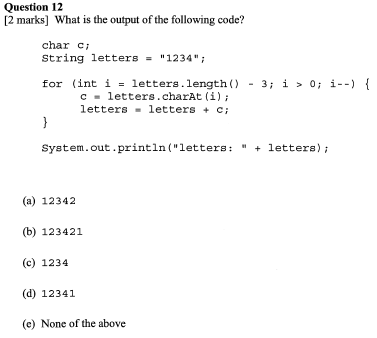 Question 12
[2 marks] What is the output of the following code?
char c;
String letters = "1234";
for (int i = letters.length() - 3; i > 0; i--) {
c = letters.charAt(i);
letters = letters + c;
}
System.out.println("letters: " + letters);
(a) 12342
(b) 123421
(c) 1234
(d) 12341
(e) None of the above